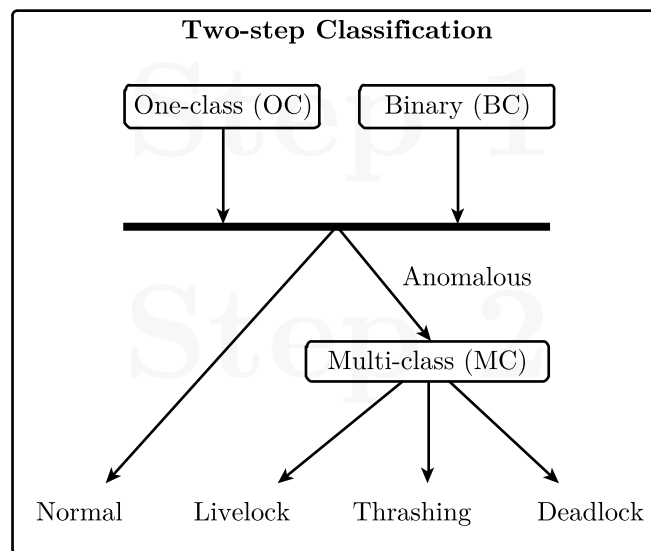 Two-step Classification
Step 1
One-class (OC)
Binary (BC)
Anomalous
Step 2
Multi-class (MC)
Normal
Livelock
Thrashing
Deadlock